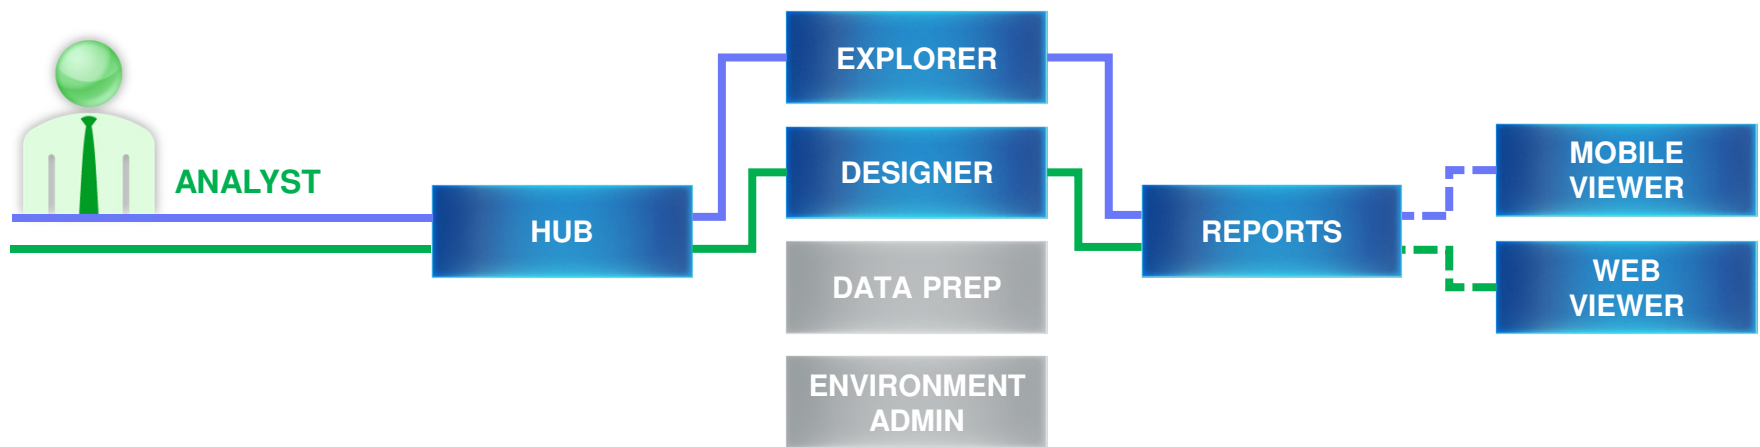 ANALYST
HUB
EXPLORER
DESIGNER
DATA PREP
ENVIRONMENT
ADMIN
REPORTS
MOBILE
VIEWER
WEB
VIEWER